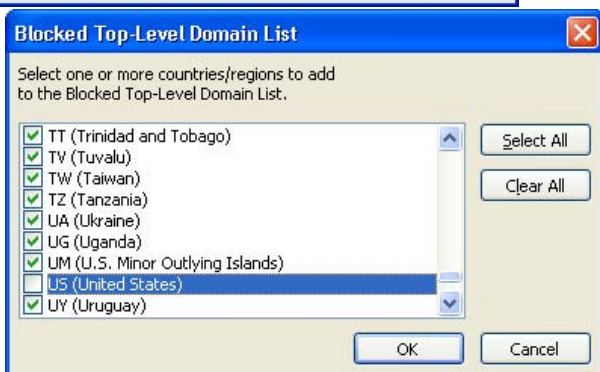 Blocked Top-Level Domain List
Select one or more countries/regions to add
to the Blocked Top-Level Domain List.
TT (Trinidad and Tobago)
TV (Tuvalu)
TW (Taiwan)
TZ (Tanzania)
UA (Ukraine)
UG (Uganda)
UM (U.S. Minor Outlying Islands)
US (United States)
UY (Uruguay)
Select All
Clear All
OK
Cancel